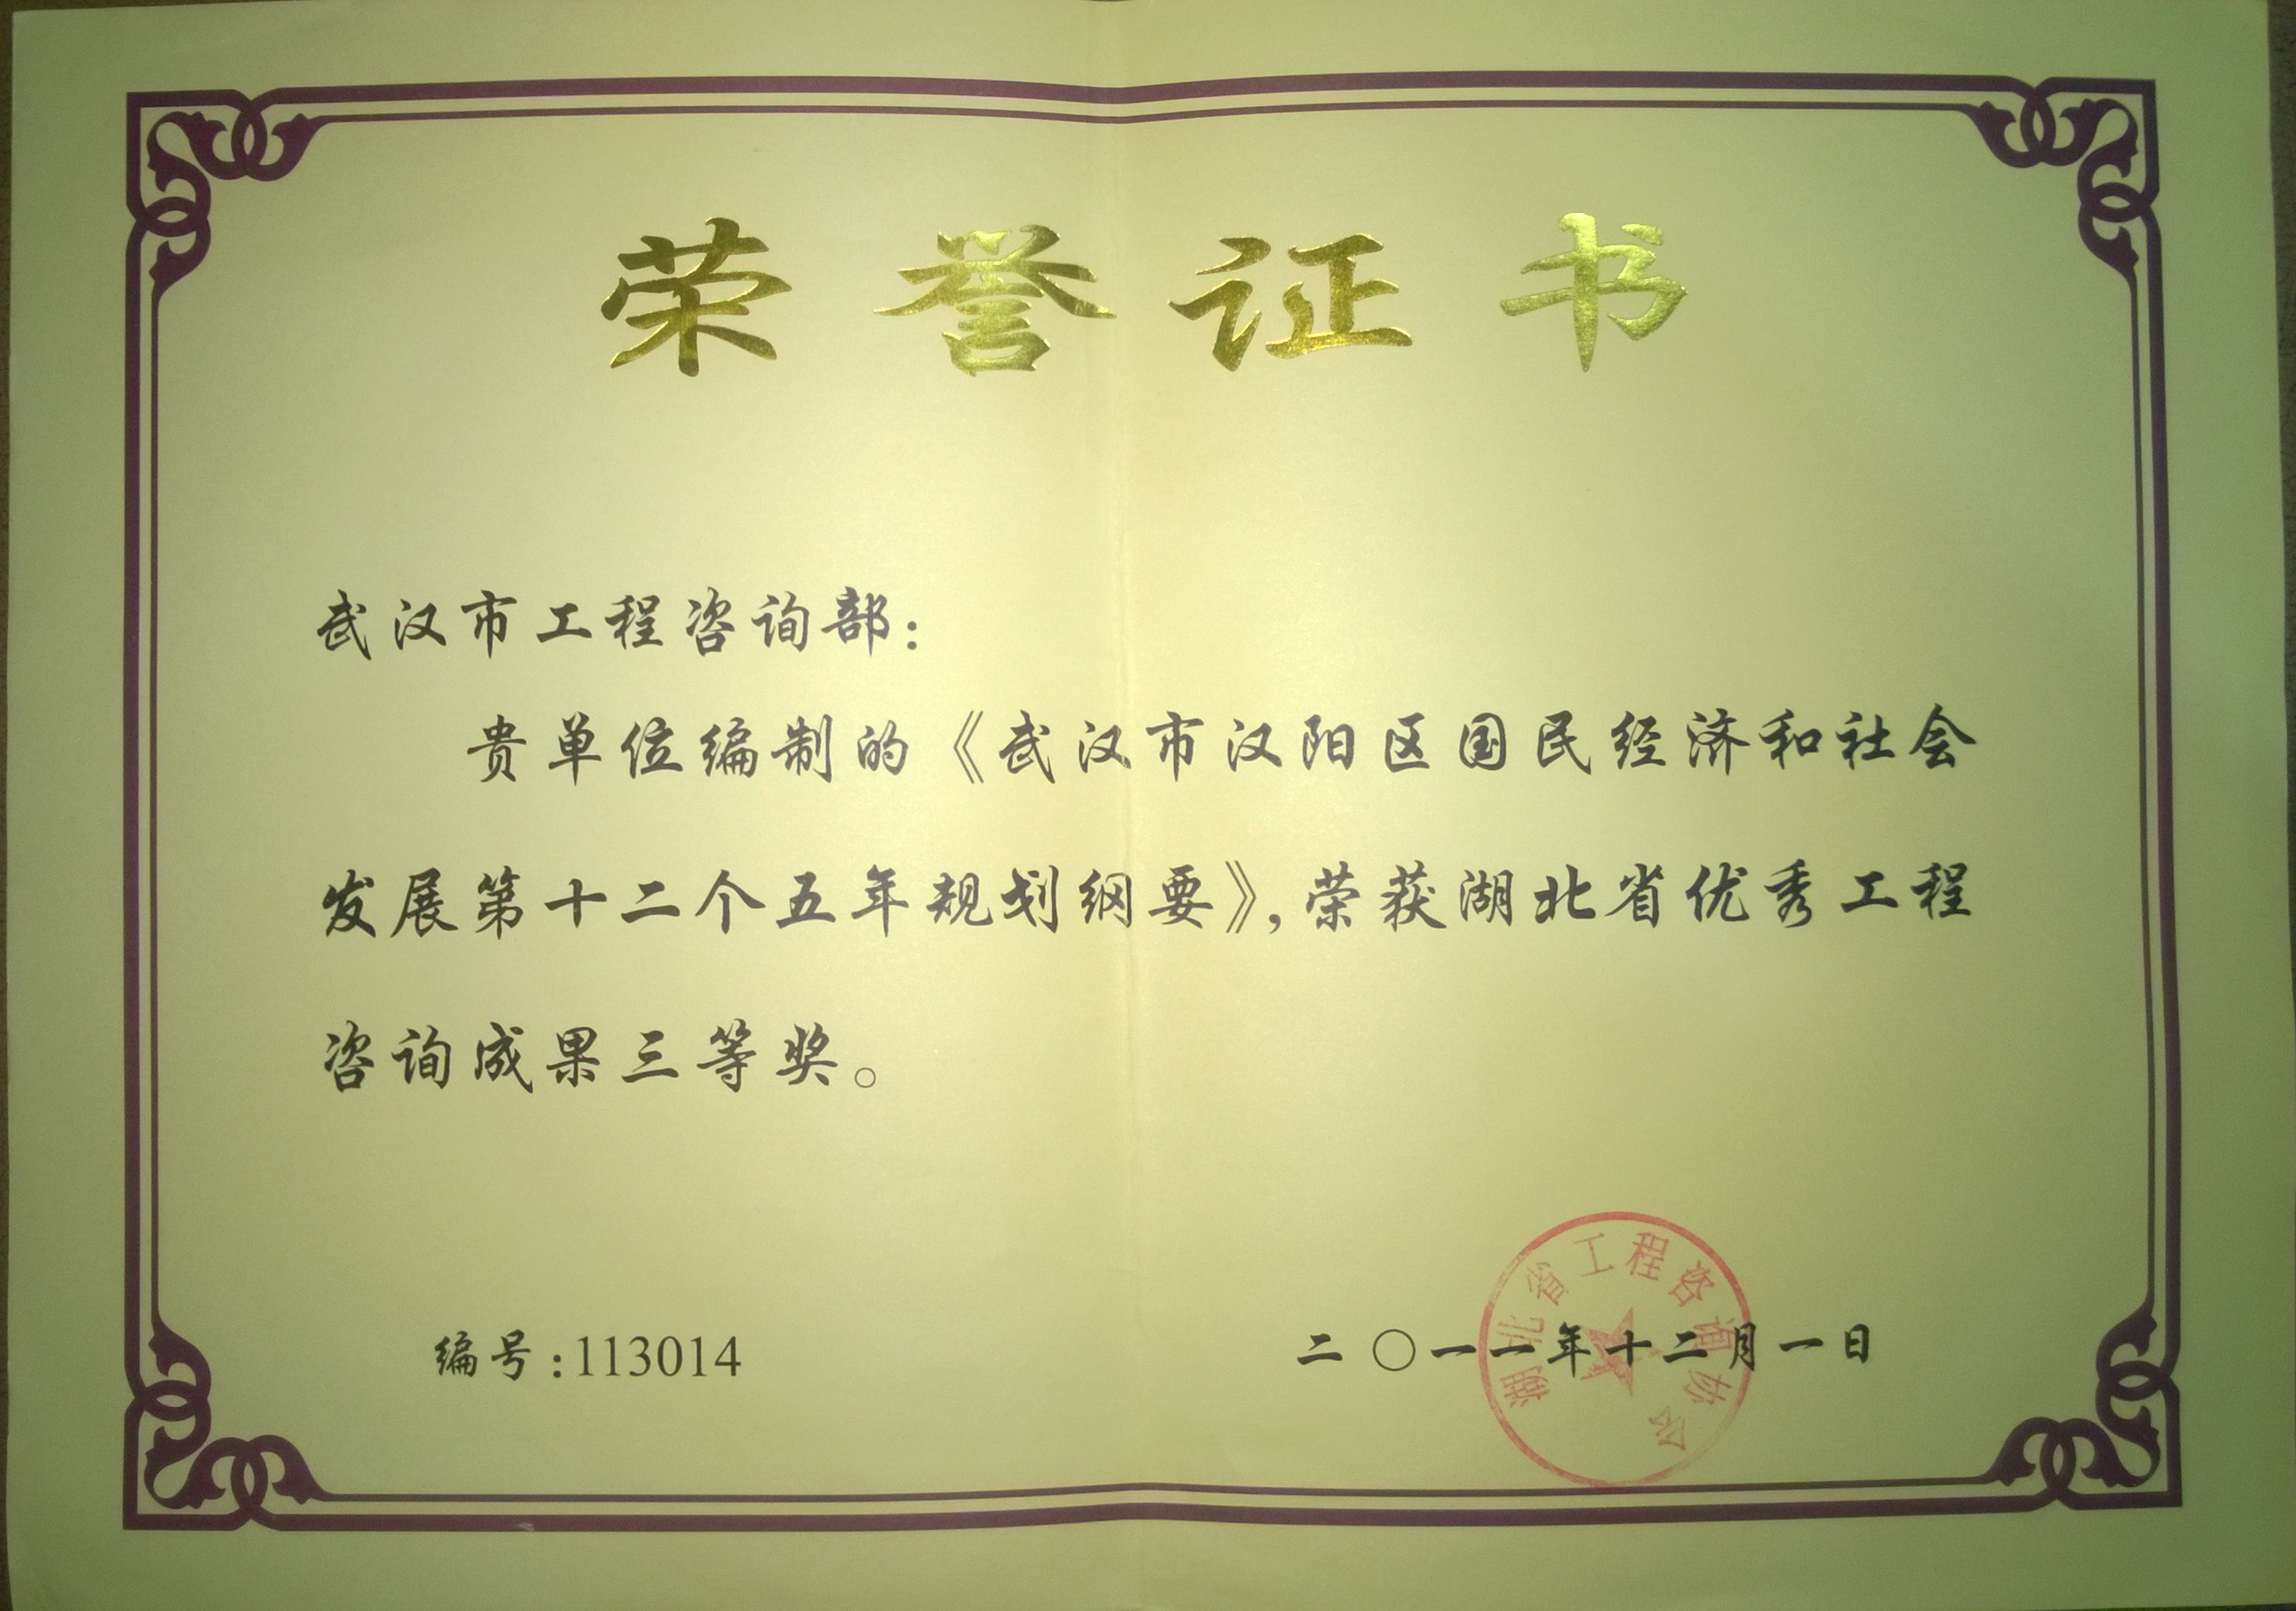 荣誉证书
武汉市工程咨询部：
贵单位编制的《武汉市汉阳区国民经济和社会
发展第十二个五年规划纲要》，荣获湖北省优秀工程
咨询成果三等奖。
编号：113014
二〇一一年十二月一日
湖北省工程咨询协会